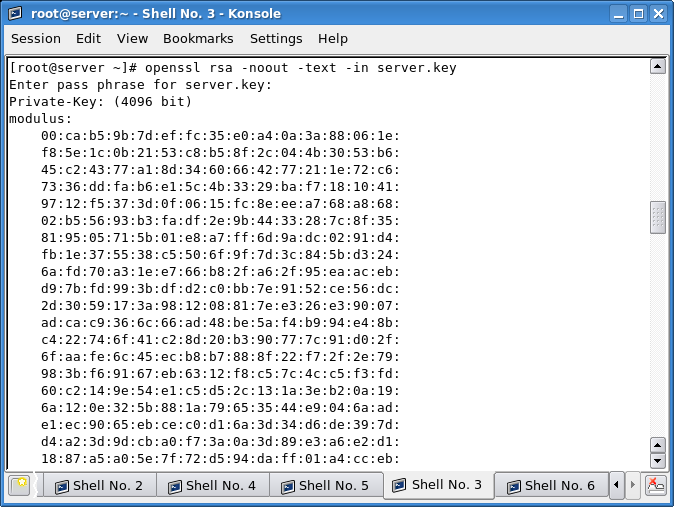 root@server:~ - Shell No. 3 - Konsole
Session Edit View Bookmarks Settings Help
[root@server ~]# openssl rsa -noout -text -in server.key
Enter pass phrase for server.key:
Private-Key: (4096 bit)
modulus:
00:ca:b5:9b:7d:ef:fc:35:e0:a4:0a:3a:88:06:1e:
f8:5e:1c:0b:21:53:c8:b5:8f:2c:04:4b:30:53:b6:
45:c2:43:77:a1:8d:34:60:66:42:77:21:1e:72:c6:
73:36:dd:fa:b6:e1:5c:4b:33:29:ba:f7:18:10:41:
97:12:f5:37:3d:0f:06:15:fc:8e:ee:a7:68:a8:68:
02:b5:56:93:b3:fa:df:2e:9b:44:33:28:7c:8f:35:
81:95:05:71:5b:01:e8:a7:ff:6d:9a:dc:02:91:d4:
fb:1e:37:55:38:c5:50:6f:9f:7d:3c:84:5b:d3:24:
6a:fd:70:a3:1e:e7:66:b8:2f:a6:2f:95:ea:ac:eb:
d9:7b:fd:99:3b:df:d2:c0:bb:7e:91:52:ce:56:dc:
2d:30:59:17:3a:98:12:08:81:7e:e3:26:e3:90:07:
ad:ca:c9:36:6c:66:ad:48:be:5a:f4:b9:94:e4:8b:
c4:22:74:6f:41:c2:8d:20:b3:90:77:7c:91:d0:2f:
6f:aa:fe:6c:45:ec:b8:b7:88:8f:22:f7:2f:2e:79:
98:3b:f6:91:67:eb:63:12:f8:c5:7c:4c:c5:f3:fd:
60:c2:14:9e:54:e1:c5:d5:2c:13:1a:3e:b2:0a:19:
6a:12:0e:32:5b:88:1a:79:65:35:44:e9:04:6a:ad:
e1:ec:90:65:eb:ce:c0:d1:6a:3d:34:d6:de:39:7d:
d4:a2:3d:9d:cb:a0:f7:3a:0a:3d:89:e3:a6:e2:d1:
18:87:a5:a0:5e:7f:72:d5:94:da:ff:01:a4:cc:eb:
Shell No. 2 Shell No. 4 Shell No. 5 Shell No. 3 Shell No. 6